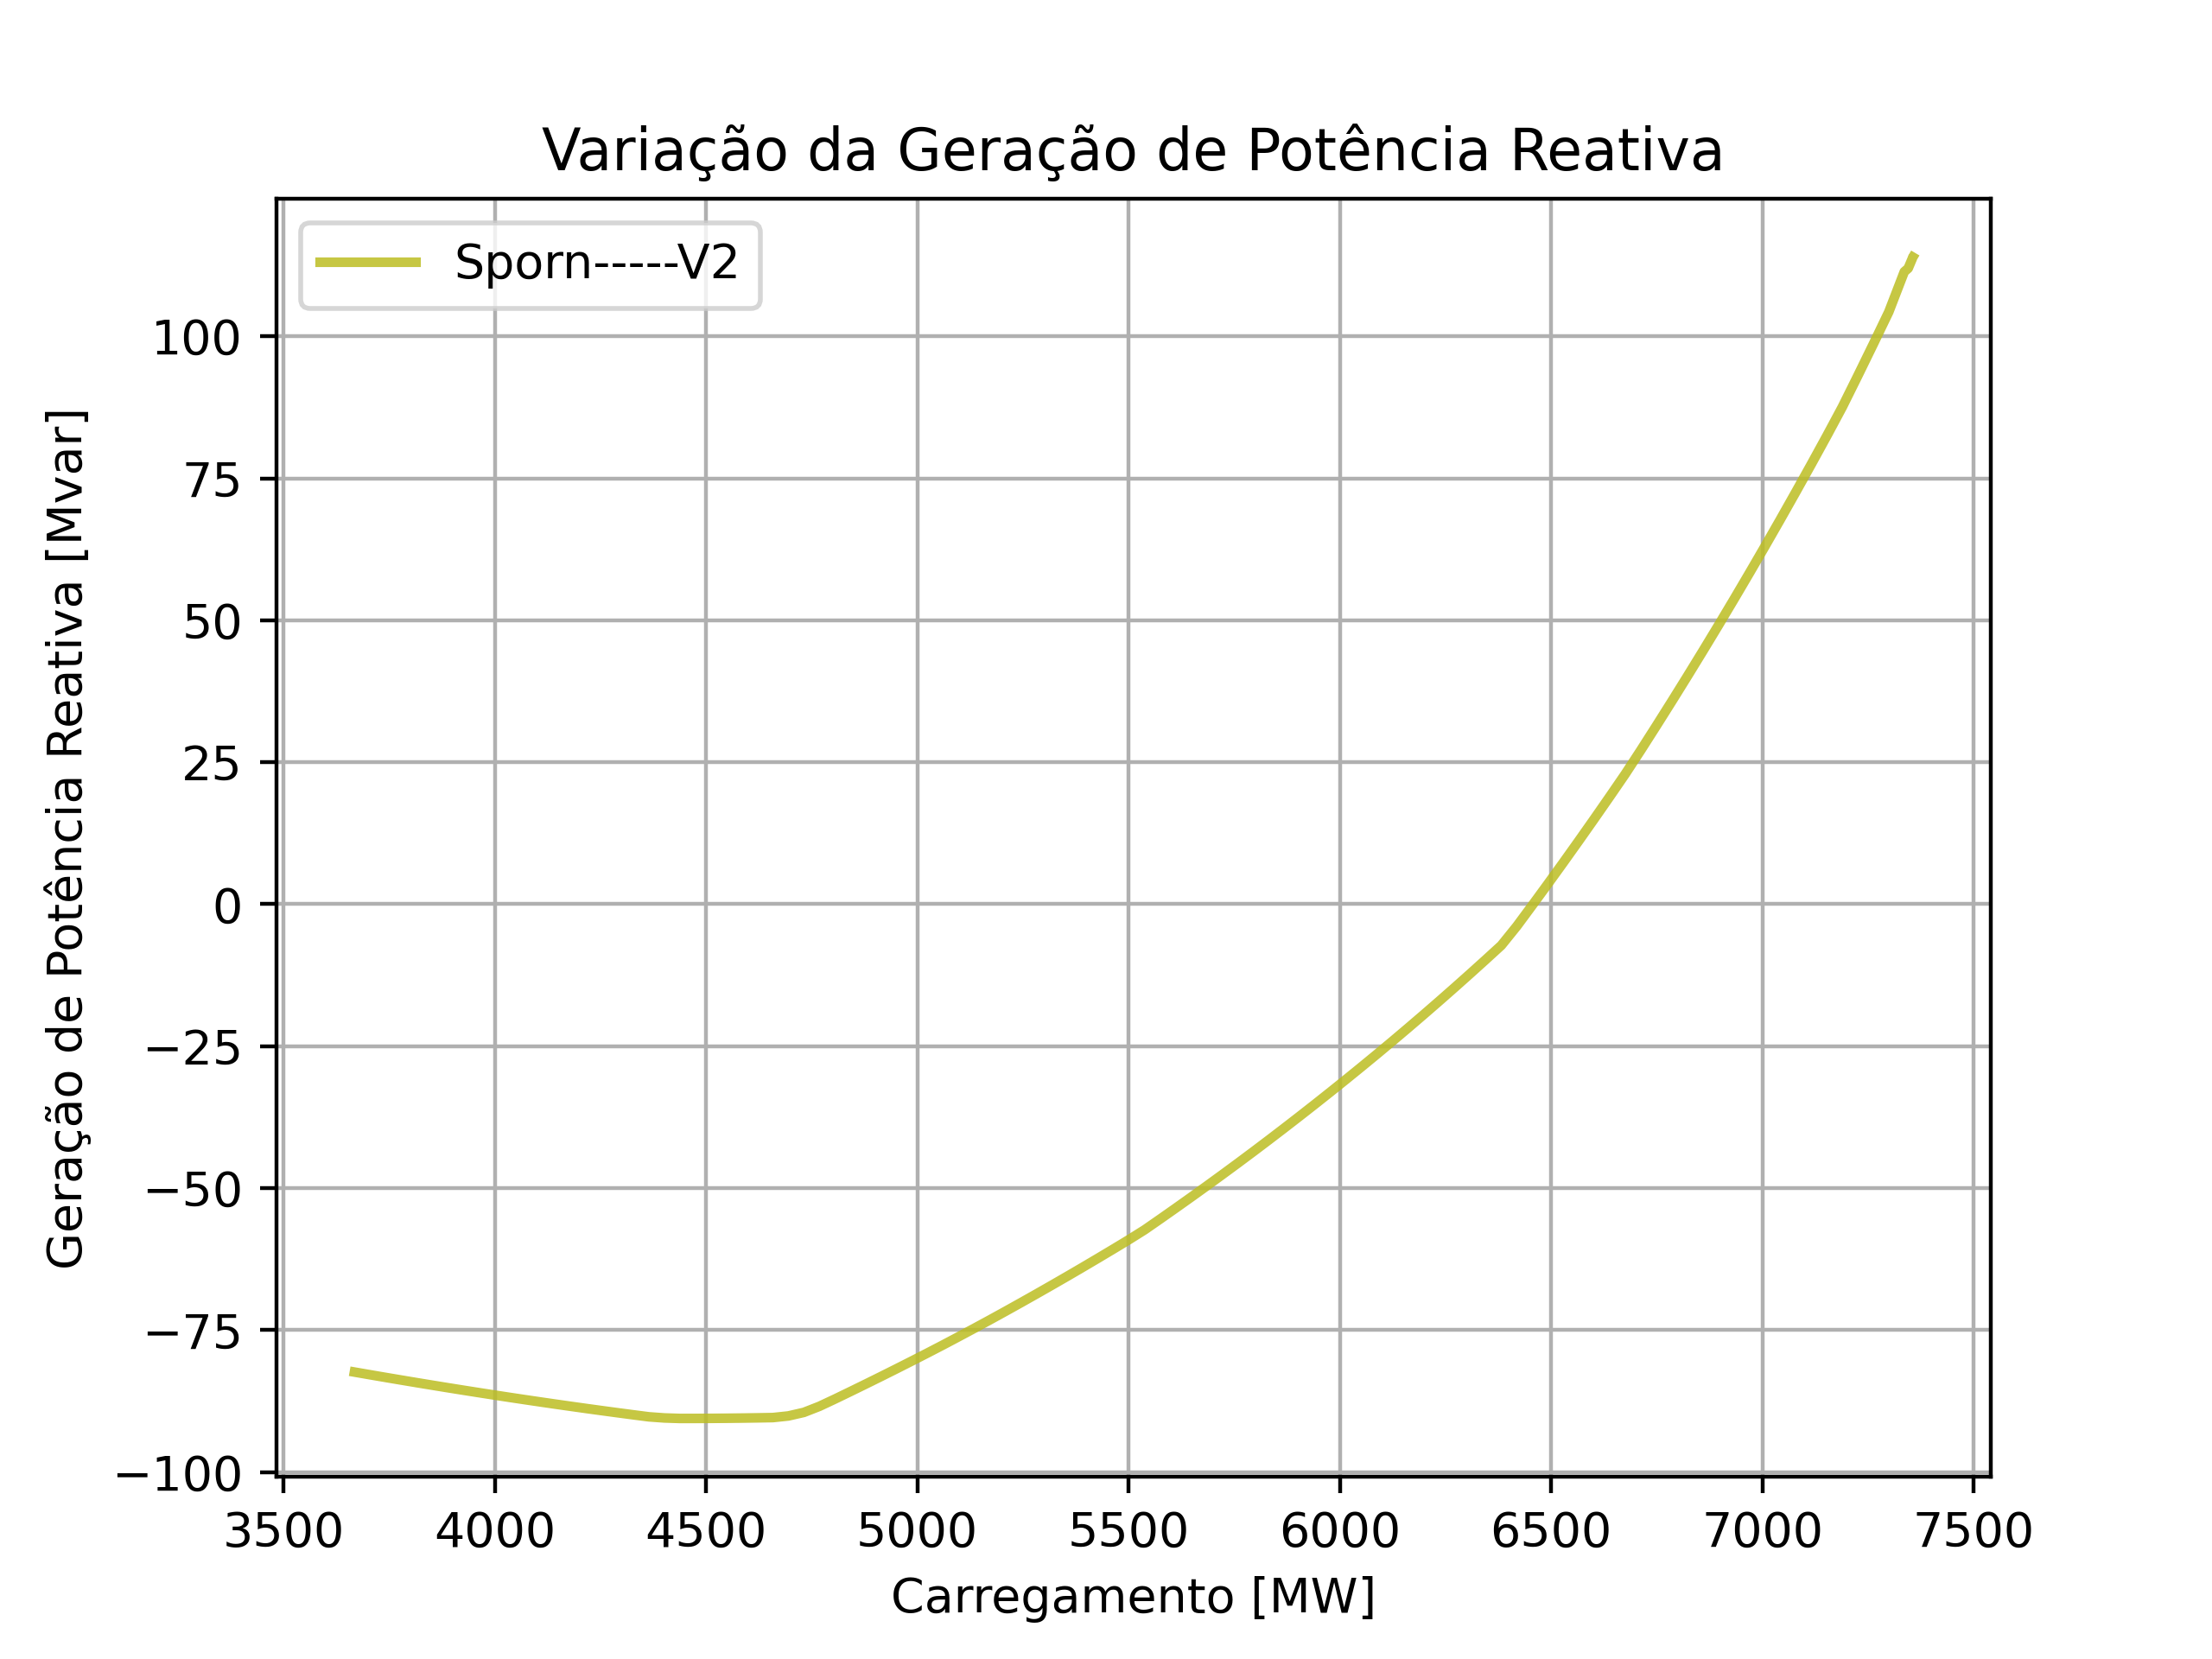 Variação da Geração de Potência Reativa
Sporn-----V2
Geração de Potência Reativa [Mvar]
100
75
50
25
0
−25
−50
−75
−100
3500 4000 4500 5000 5500 6000 6500 7000 7500
Carregamento [MW]